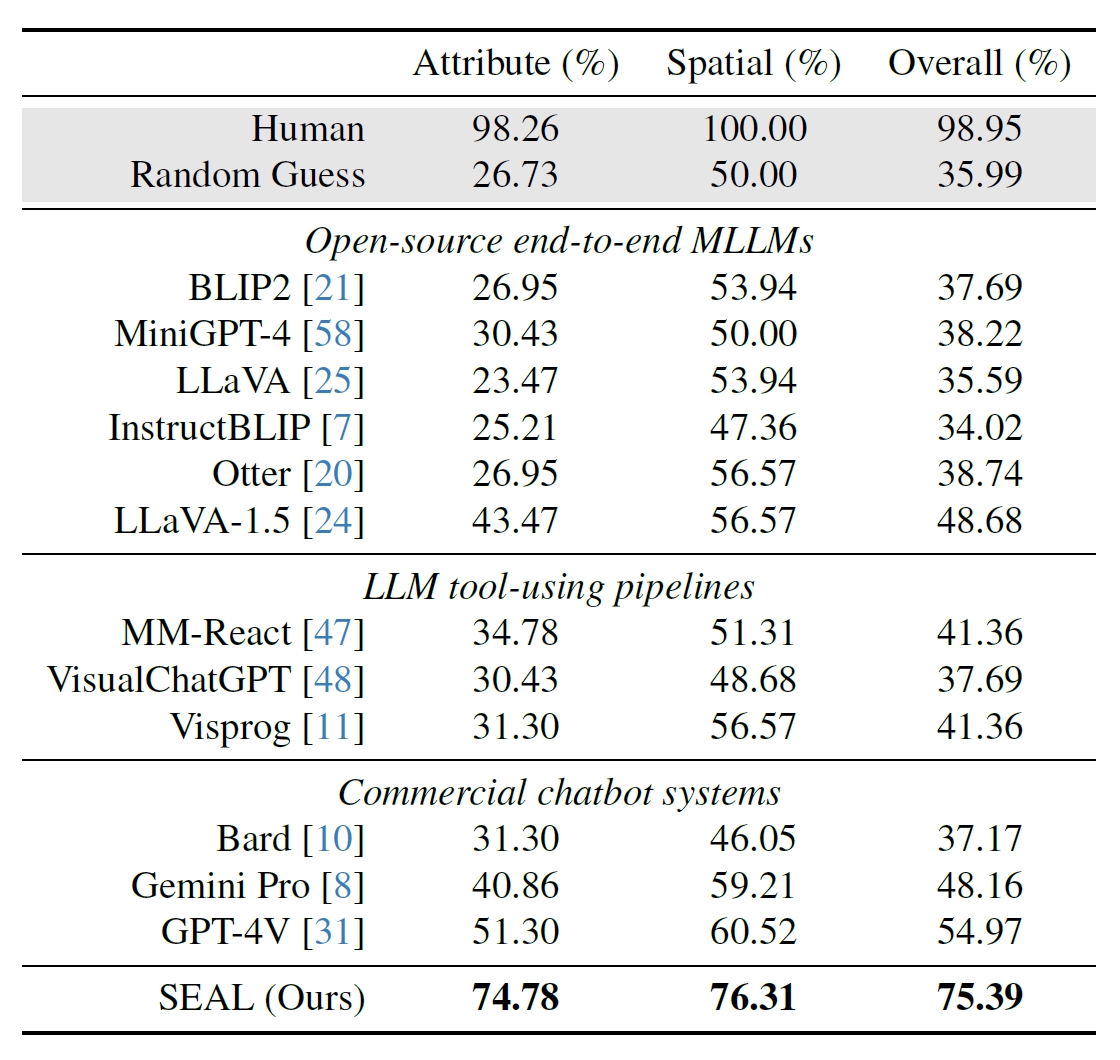 Attribute (%) Spatial (%) Overall (%)
Human 98.26 100.00 98.95
Random Guess 26.73 50.00 35.99
Open-source end-to-end MLLMs
BLIP2 [21] 26.95 53.94 37.69
MiniGPT-4 [58] 30.43 50.00 38.22
LLaVA [25] 23.47 53.94 35.59
InstructBLIP [7] 25.21 47.36 34.02
Otter [20] 26.95 56.57 38.74
LLaVA-1.5 [24] 43.47 56.57 48.68
LLM tool-using pipelines
MM-React [47] 34.78 51.31 41.36
VisualChatGPT [48] 30.43 48.68 37.69
Visprog [11] 31.30 56.57 41.36
Commercial chatbot systems
Bard [10] 31.30 46.05 37.17
Gemini Pro [8] 40.86 59.21 48.16
GPT-4V [31] 51.30 60.52 54.97
SEAL (Ours) 74.78 76.31 75.39